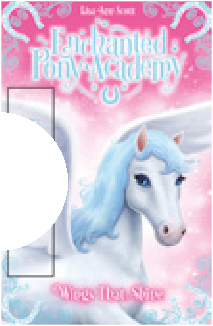 Lisa Ann Scott
Enchanted
Pony Academy
Wings That Shine